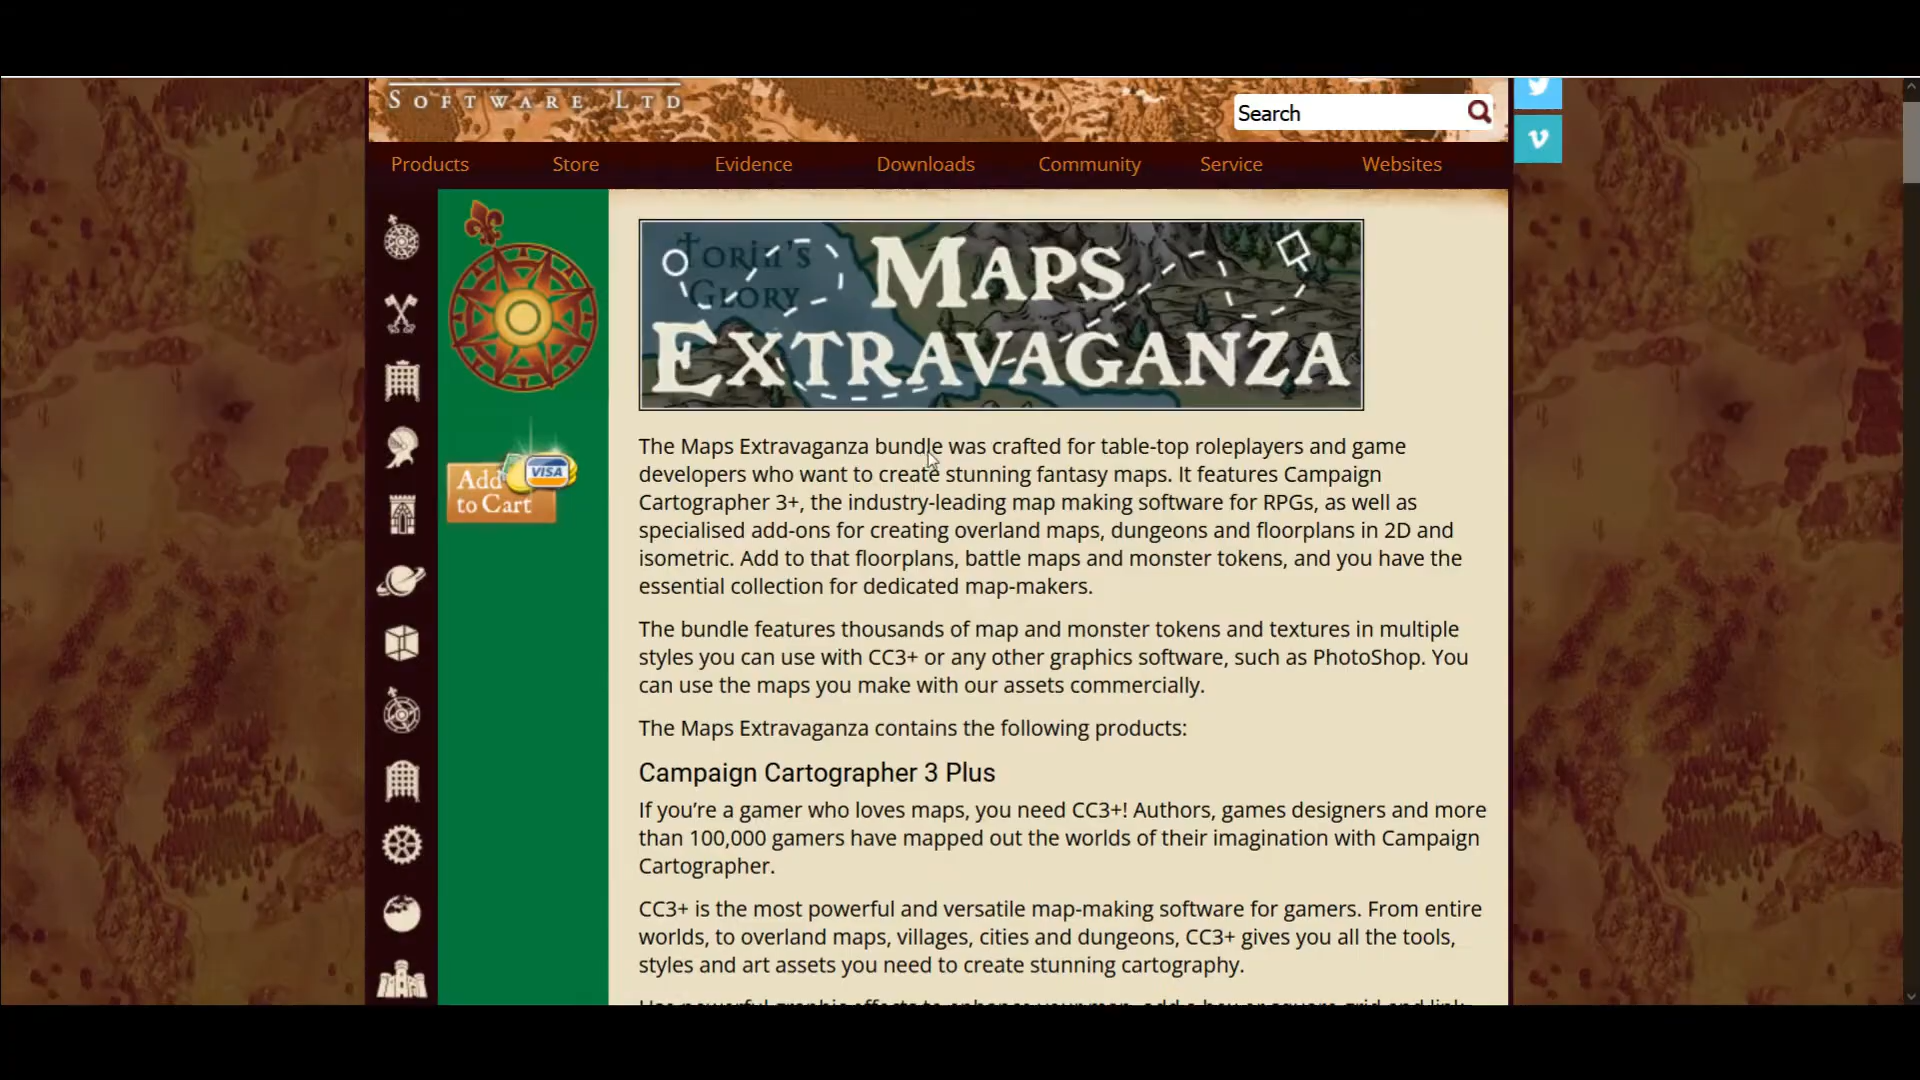 SOFTWARE LTD
Search
Products Store Evidence Downloads Community Service Websites
Torin's
Glory
MAPS
EXTRAVAGANZA
Add
to Cart
VISA
The Maps Extravaganza bundle was crafted for table-top roleplayers and game
developers who want to create stunning fantasy maps. It features Campaign
Cartographer 3+, the industry-leading map making software for RPGs, as well as
specialised add-ons for creating overland maps, dungeons and floorplans in 2D and
isometric. Add to that floorplans, battle maps and monster tokens, and you have the
essential collection for dedicated map-makers.
The bundle features thousands of map and monster tokens and textures in multiple
styles you can use with CC3+ or any other graphics software, such as PhotoShop. You
can use the maps you make with our assets commercially.
The Maps Extravaganza contains the following products:
Campaign Cartographer 3 Plus
If you’re a gamer who loves maps, you need CC3+! Authors, games designers and more
than 100,000 gamers have mapped out the worlds of their imagination with Campaign
Cartographer.
CC3+ is the most powerful and versatile map-making software for gamers. From entire
worlds, to overland maps, villages, cities and dungeons, CC3+ gives you all the tools,
styles and art assets you need to create stunning cartography.